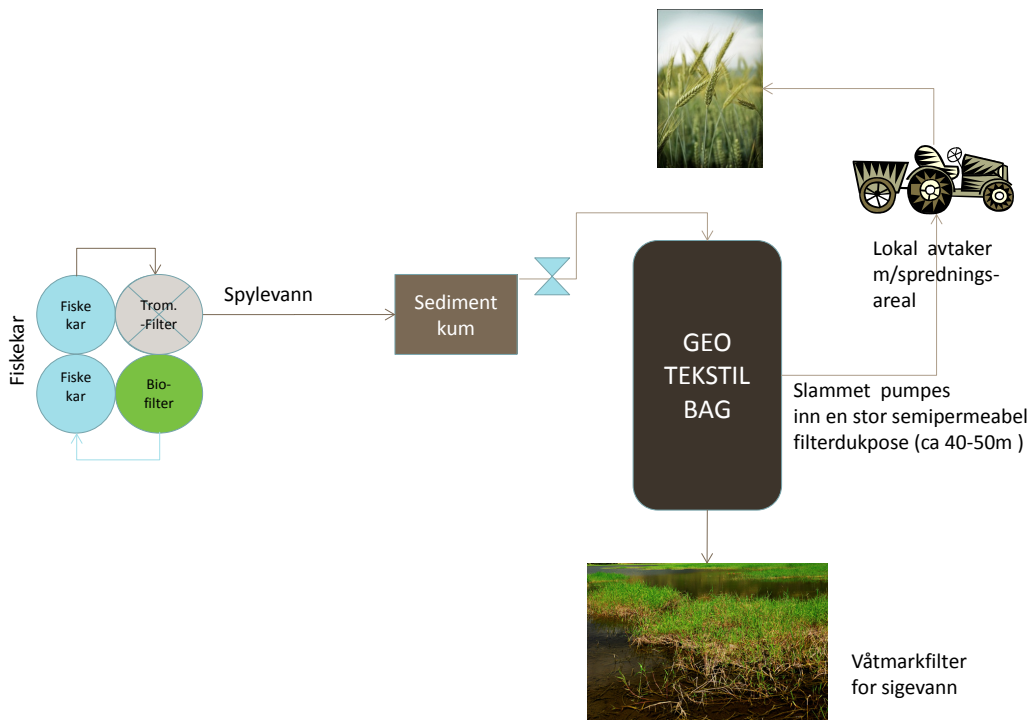 Fiskekar
Fiske
kar
Trom.
-Filter
Fiske
kar
Bio-
filter
Spylevann
Sediment
kum
GEO
TEKSTIL
BAG
Lokal avtaker
m/sprednings-
areal
Slammet pumpes
inn en stor semipermeabel
filterdukpose (ca 40-50m )
Våtmarkfilter
for sigevann